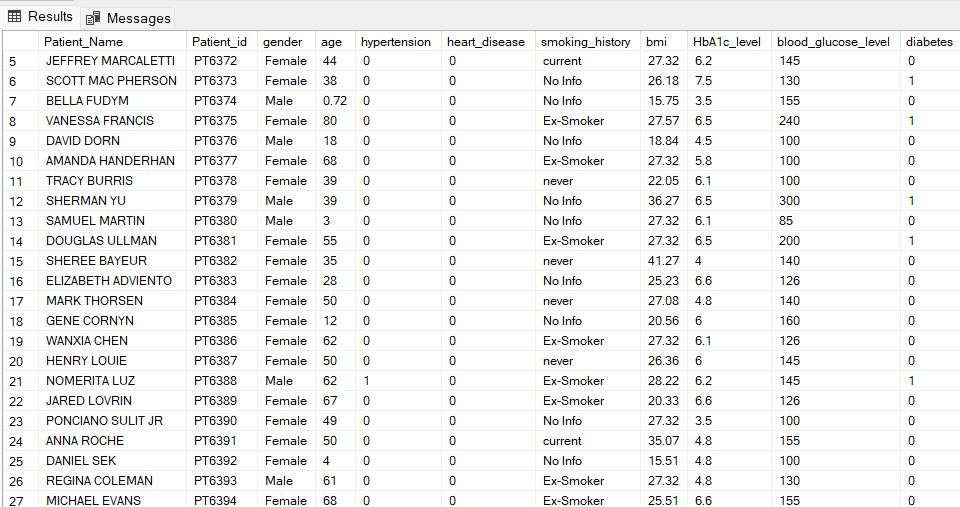 Results Messages
Patient_Name Patient_id gender age hypertension heart_disease smoking_history bmi HbA1c_level blood_glucose_level diabetes
5 JEFFREY MARCALETTI PT6372 Female 44 0 0 current 27.32 6.2 145 0
6 SCOTT MAC PHERSON PT6373 Female 38 0 0 No Info 26.18 7.5 130 1
7 BELLA FUDYM PT6374 Male 0.72 0 0 No Info 15.75 3.5 155 0
8 VANESSA FRANCIS PT6375 Female 80 0 0 Ex-Smoker 27.57 6.5 240 1
9 DAVID DORN PT6376 Male 18 0 0 No Info 18.84 4.5 100 0
10 AMANDA HANDERHAN PT6377 Female 68 0 0 Ex-Smoker 27.32 5.8 100 0
11 TRACY BURRIS PT6378 Female 39 0 0 never 22.05 6.1 100 0
12 SHERMAN YU PT6379 Male 39 0 0 No Info 36.27 6.5 300 1
13 SAMUEL MARTIN PT6380 Male 3 0 0 No Info 27.32 6.1 85 0
14 DOUGLAS ULLMAN PT6381 Female 55 0 0 Ex-Smoker 27.32 6.5 200 1
15 SHEREE BAYEUR PT6382 Female 35 0 0 never 41.27 4 140 0
16 ELIZABETH ADVIENTO PT6383 Female 28 0 0 No Info 25.23 6.6 126 0
17 MARK THORSEN PT6384 Female 50 0 0 never 27.08 4.8 140 0
18 GENE CORNYN PT6385 Female 12 0 0 No Info 20.56 6 160 0
19 WANXIA CHEN PT6386 Female 62 0 0 Ex-Smoker 27.32 6.1 126 0
20 HENRY LOUIE PT6387 Female 50 0 0 never 26.36 6 145 0
21 NOMERITA LUZ PT6388 Male 62 1 0 Ex-Smoker 28.22 6.2 145 1
22 JARED LOVRIN PT6389 Female 67 0 0 Ex-Smoker 20.33 6.6 126 0
23 PONCIANO SULIT JR PT6390 Female 49 0 0 No Info 27.32 3.5 100 0
24 ANNA ROCHE PT6391 Female 50 0 0 current 35.07 4.8 155 0
25 DANIEL SEK PT6392 Female 4 0 0 No Info 15.51 4.8 100 0
26 REGINA COLEMAN PT6393 Male 61 0 0 Ex-Smoker 27.32 4.8 130 0
27 MICHAEL EVANS PT6394 Female 68 0 0 Ex-Smoker 25.51 6.6 155 0